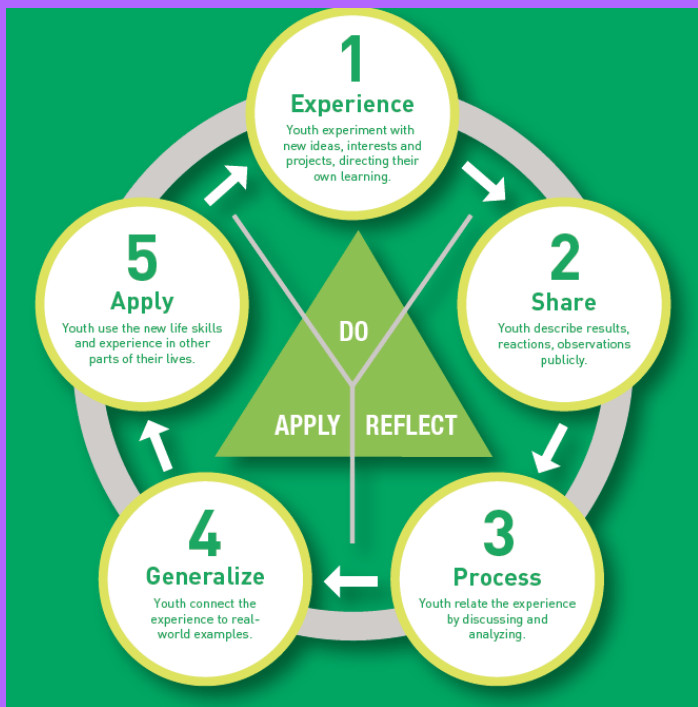 1
Experience
Youth experiment with
new ideas, interests and
projects, directing their
own learning.
2
Share
Youth describe results,
reactions, observations
publicly.
3
Process
Youth relate the experience
by discussing and
analyzing.
4
Generalize
Youth connect the
experience to real-
world examples.
5
Apply
Youth use the new life skills
and experience in other
parts of their lives.
DO
APPLY REFLECT